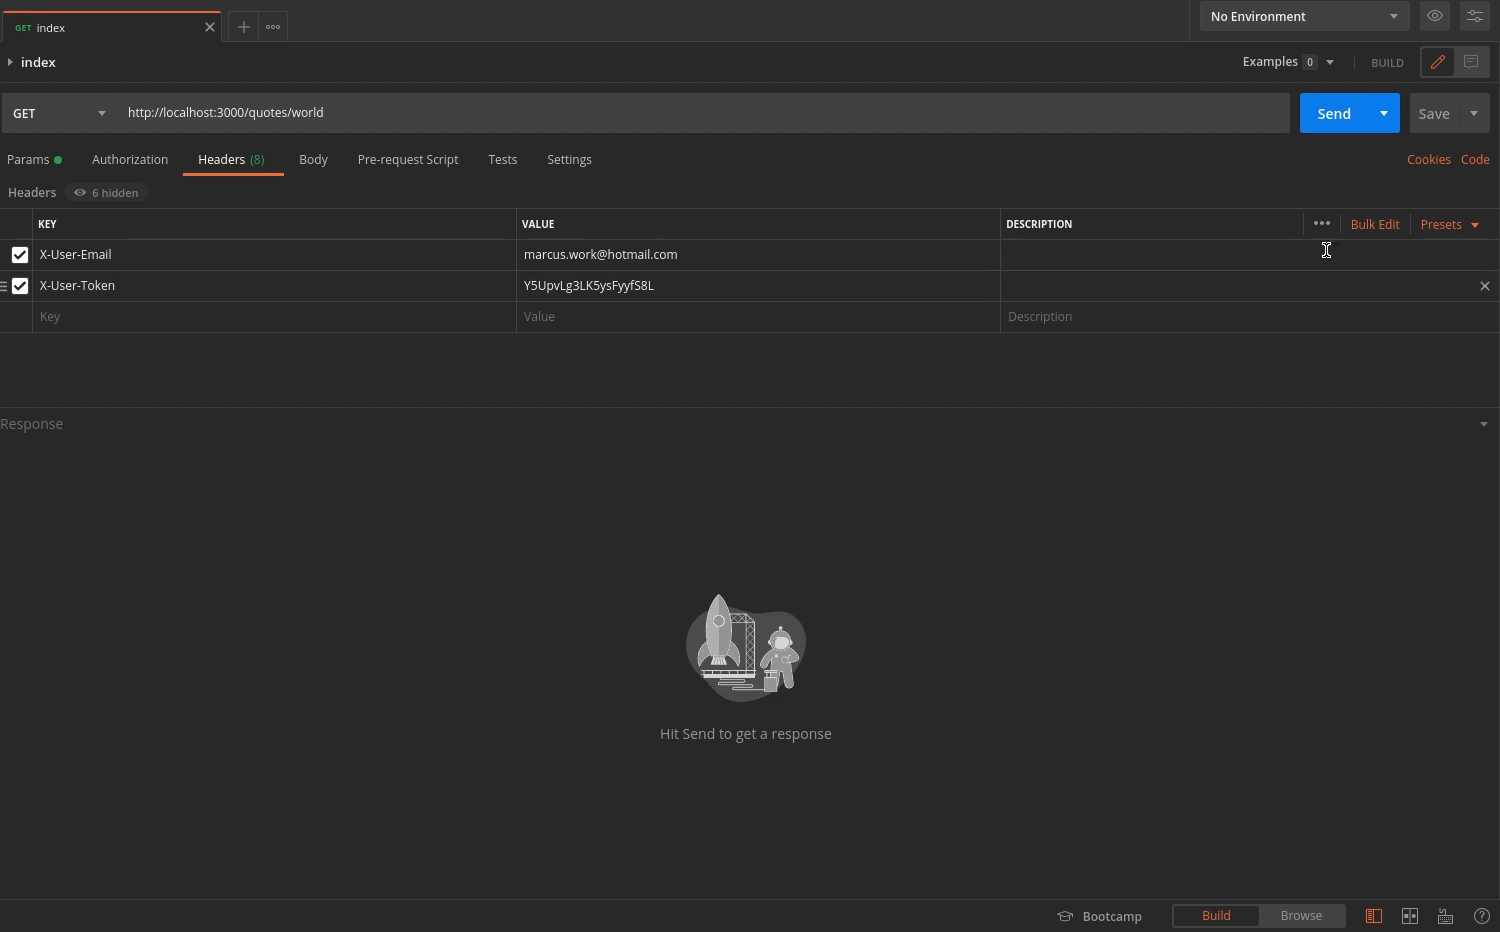 GET index
No Environment
index
Examples 0
BUILD
GET
http://localhost:3000/quotes/world
Send
Save
Params
Authorization
Headers (8)
Body
Pre-request Script
Tests
Settings
Cookies
Code
Headers
6 hidden
KEY
VALUE
DESCRIPTION
Bulk Edit
Presets
X-User-Email
marcus.work@hotmail.com
X-User-Token
Y5UpvLg3LK5ysFyyfS8L
Key
Value
Description
Response
Hit Send to get a response
Bootcamp
Build
Browse